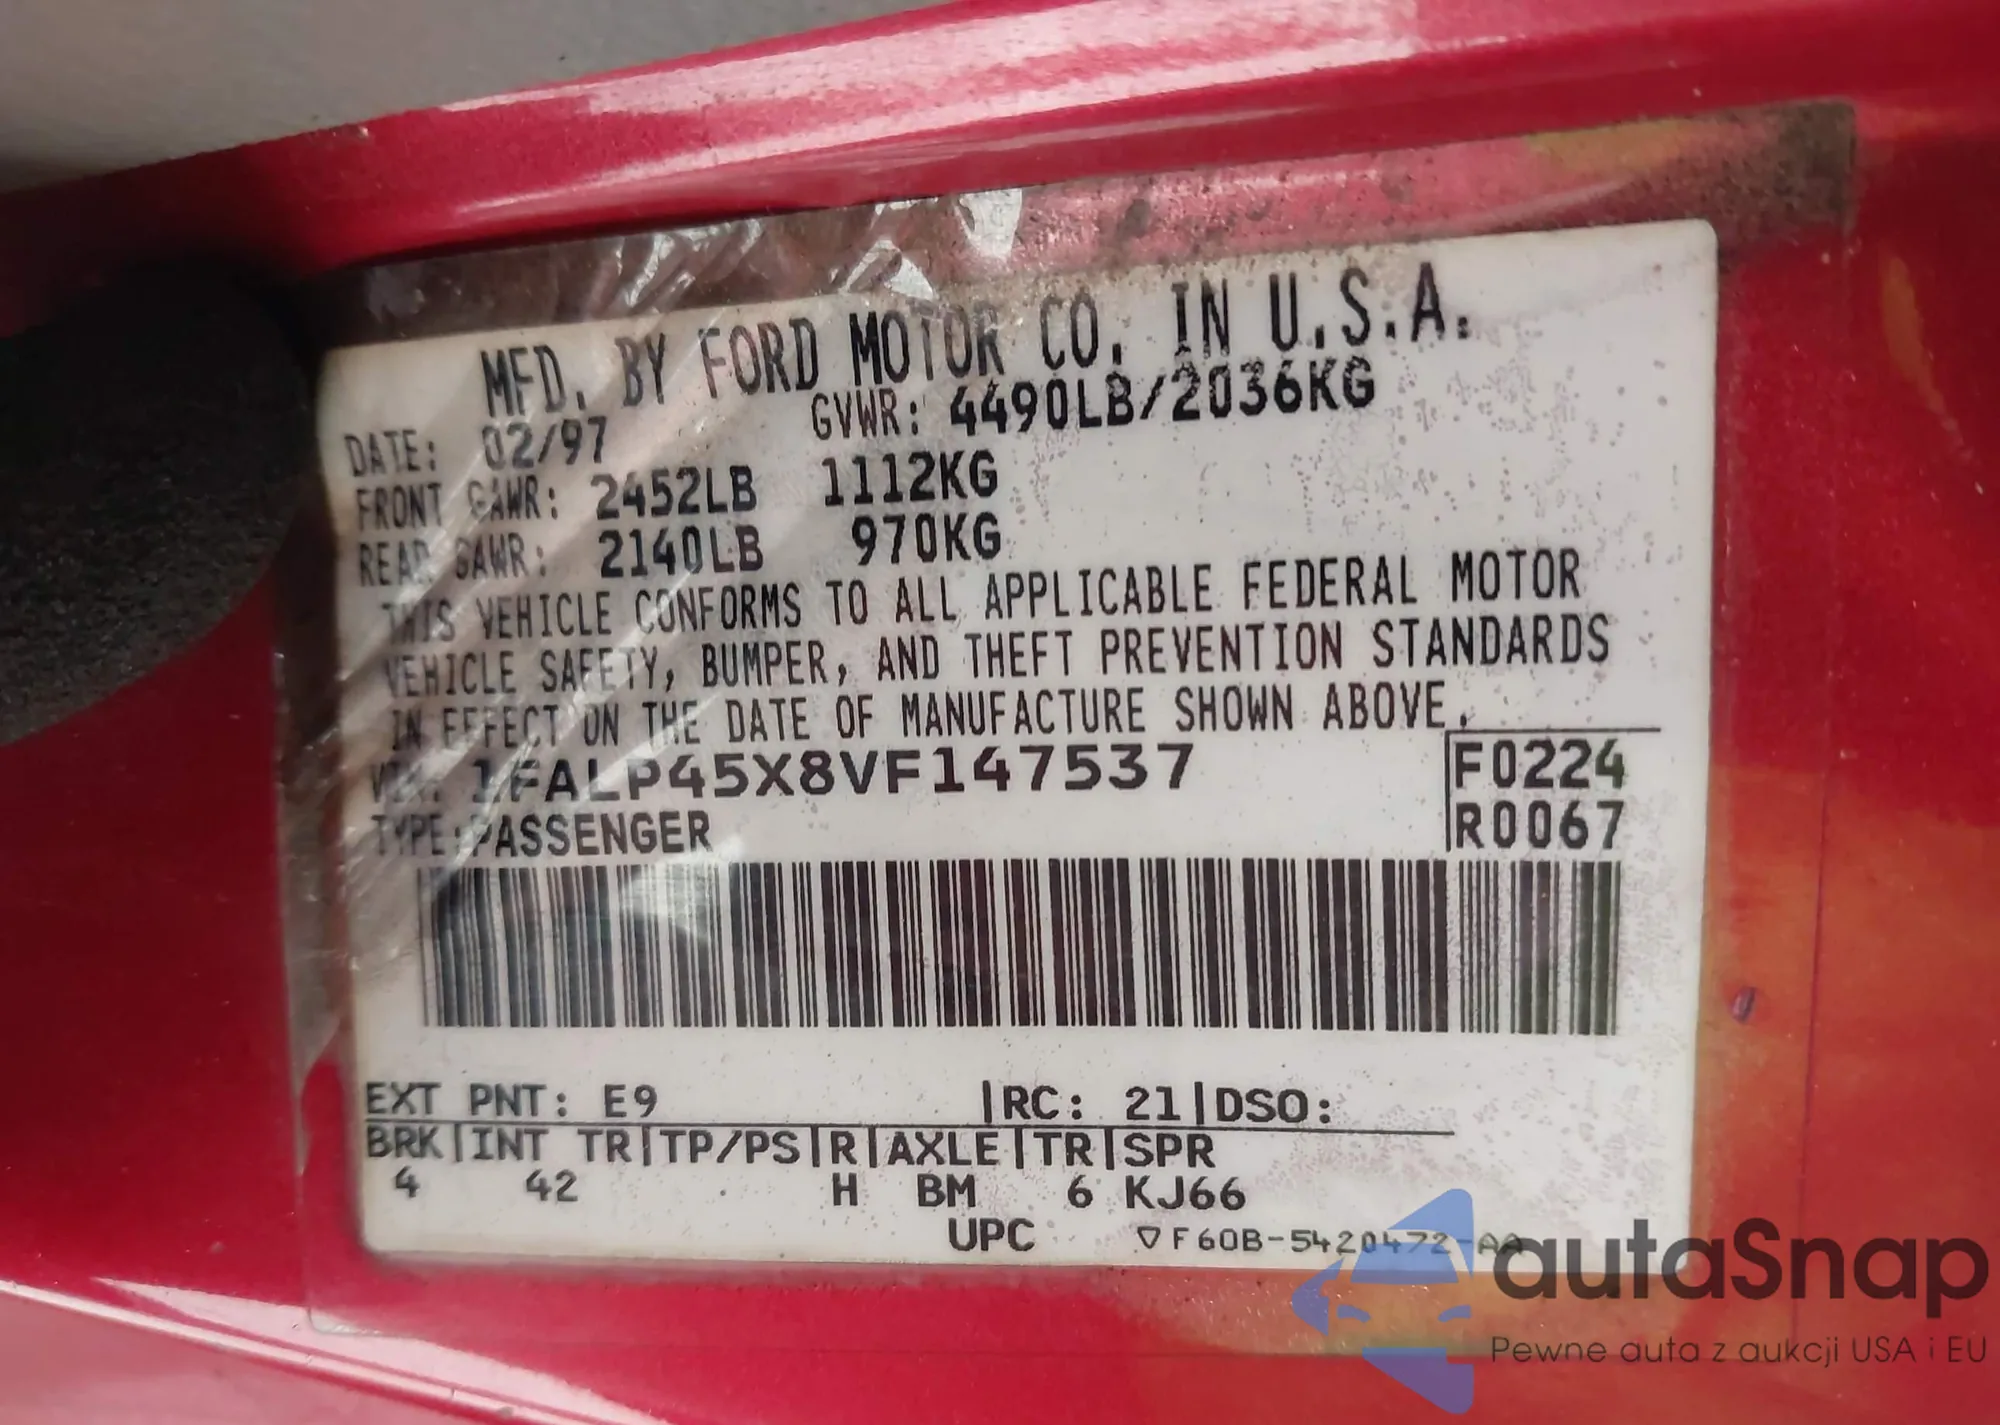 MFD. BY FORD MOTOR CO. IN U.S.A.
DATE: 02/97 GVWR: 4490LB/2036KG
FRONT GAWR: 2452LB 1112KG
REAR GAWR: 2140LB 970KG
THIS VEHICLE CONFORMS TO ALL APPLICABLE FEDERAL MOTOR
VEHICLE SAFETY, BUMPER, AND THEFT PREVENTION STANDARDS
IN EFFECT ON THE DATE OF MANUFACTURE SHOWN ABOVE.
VIN: 1FALP45X8VF147537 F0224
TYPE: PASSENGER R0067
EXT PNT: E9 |RC: 21|DSO:
BRK|INT TR|TP/PS|R|AXLE|TR|SPR
4 42 H BM 6 KJ66
UPC ▽F60B-5420472-AA
autaSnap
Pewne auta z aukcji USA i EU